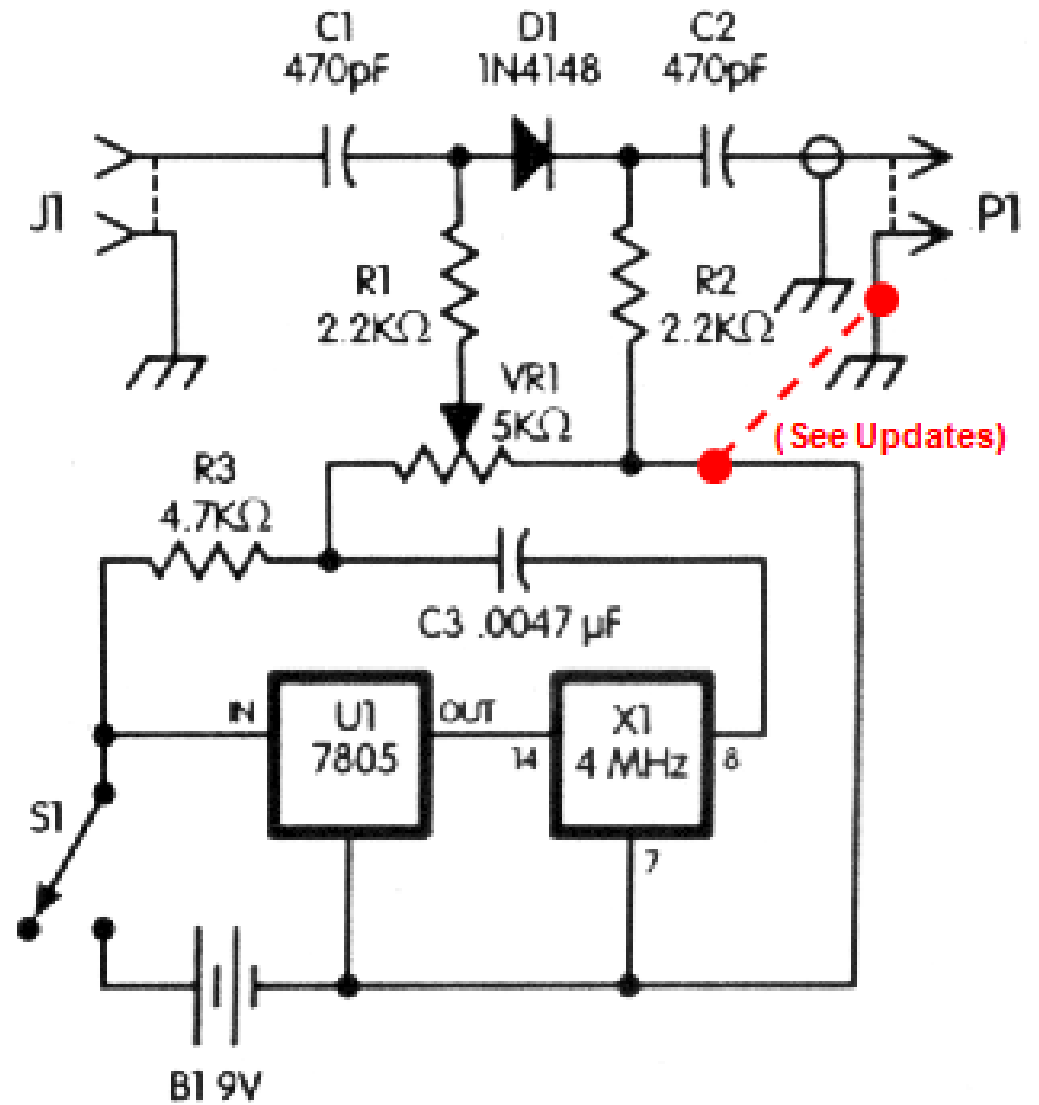 C1
470pF
D1
1N4148
C2
470pF
J1
P1
R1
2.2KΩ
R2
2.2KΩ
VR1
5KΩ
(See Updates)
R3
4.7KΩ
C3 .0047 µF
IN
U1
7805
OUT
14
X1
4 MHz
8
S1
7
B1 9V